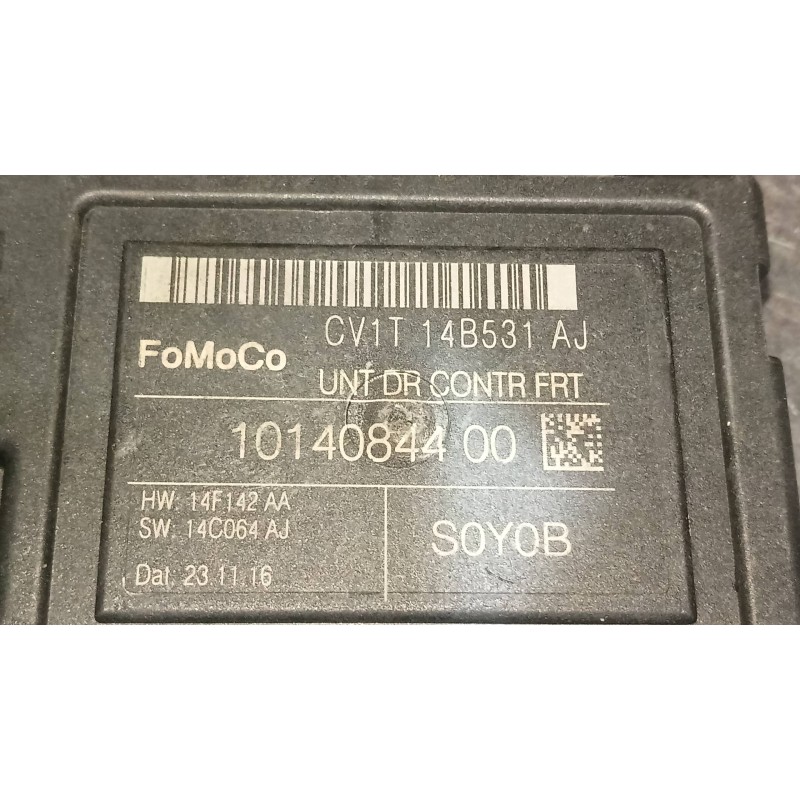 CV1T 14B531 AJ
FoMoCo
UNT DR CONTR FRT
10140844 00
HW. 14F142 AA
SW. 14C064 AJ
S0Y0B
Dat. 23.11.16